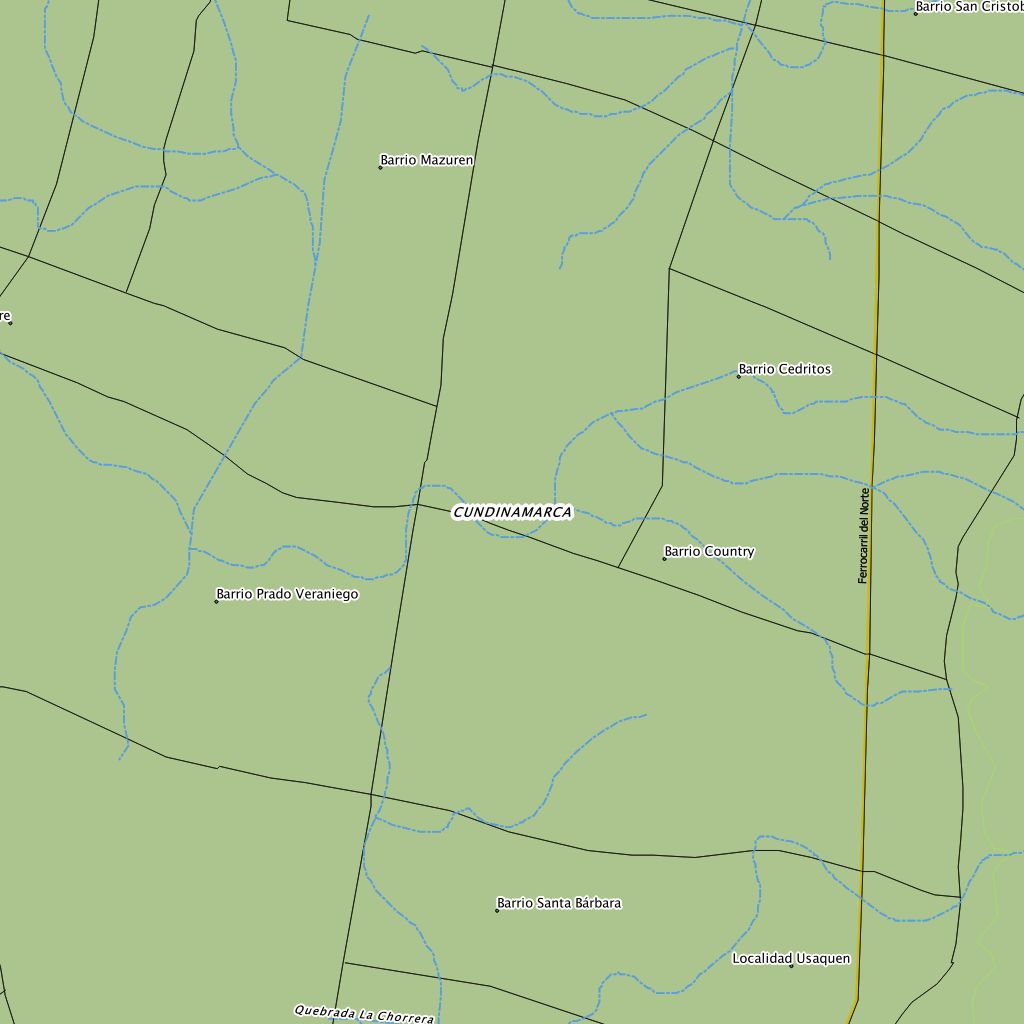 Barrio San Cristob
Barrio Mazuren
re
Barrio Cedritos
CUNDINAMARCA
Ferrocarril del Norte
Barrio Country
Barrio Prado Veraniego
Barrio Santa Bárbara
Localidad Usaquen
Quebrada La Chorrera